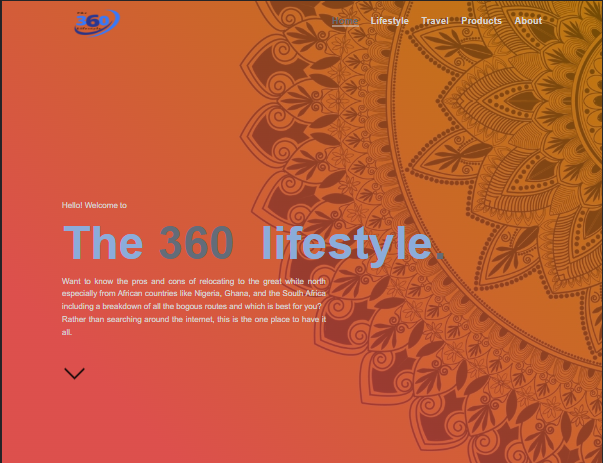 360
Home Lifestyle Travel Products About
Hello! Welcome to
The 360 lifestyle.
Want to know the pros and cons of relocating to the great white north
especially from African countries like Nigeria, Ghana, and the South Africa
including a breakdown of all the bogous routes and which is best for you?
Rather than searching around the internet, this is the one place to have it
all.